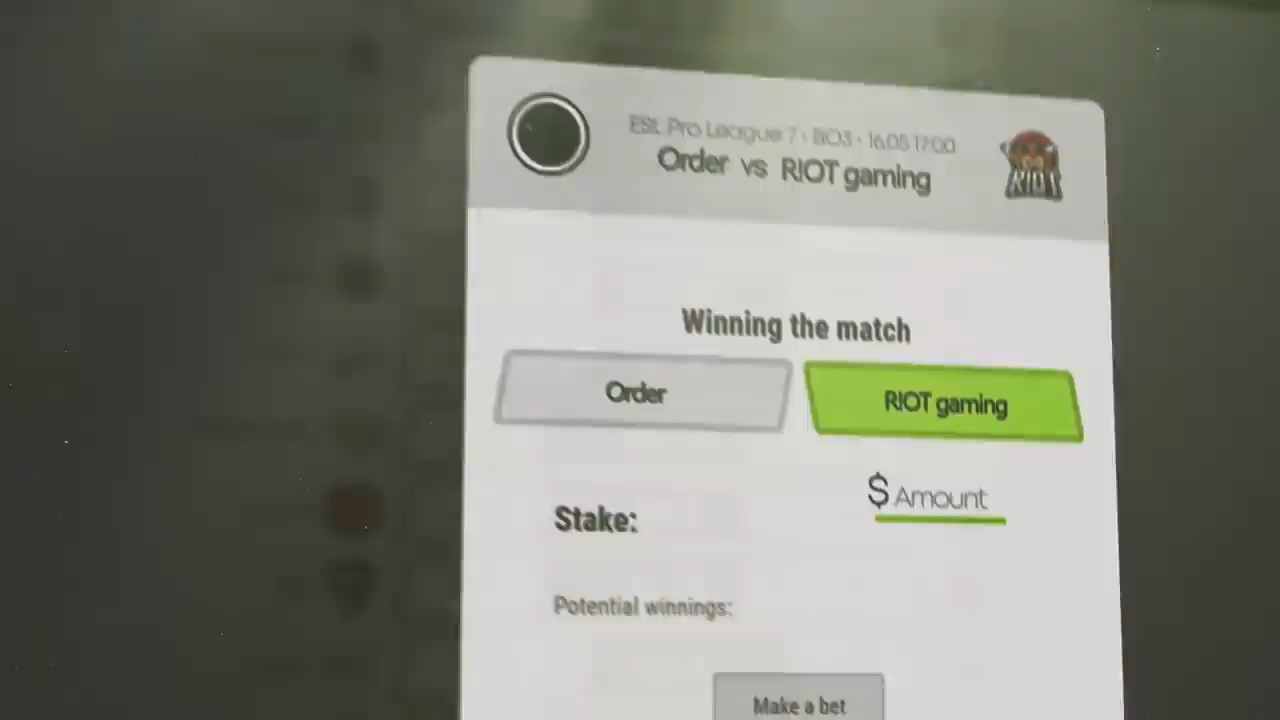 ESL Pro League 7 • BO3 • 16.05 17:00
Order vs RIOT gaming
RIOT
Winning the match
Order
RIOT gaming
$ Amount
Stake:
Potential winnings:
Make a bet